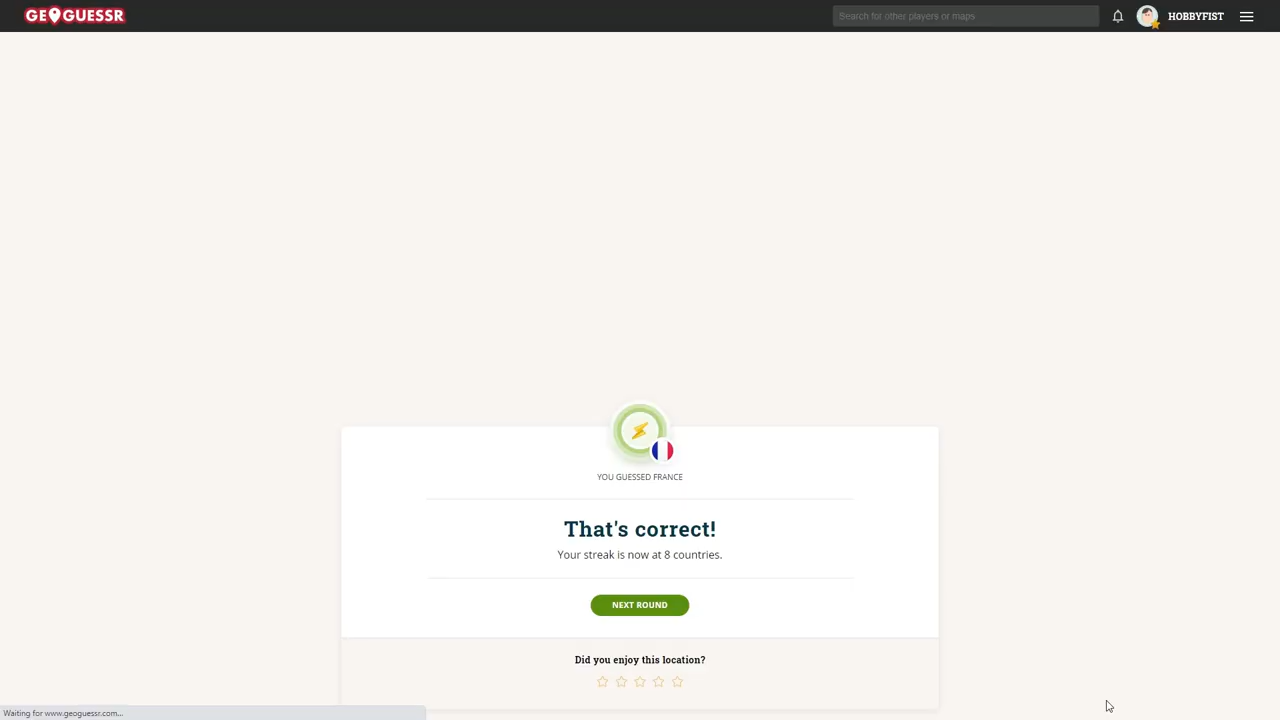 GEOGUESSR
Search for other players or maps
HOBBYFIST
YOU GUESSED FRANCE
That's correct!
Your streak is now at 8 countries.
NEXT ROUND
Did you enjoy this location?
Waiting for www.geoguessr.com...